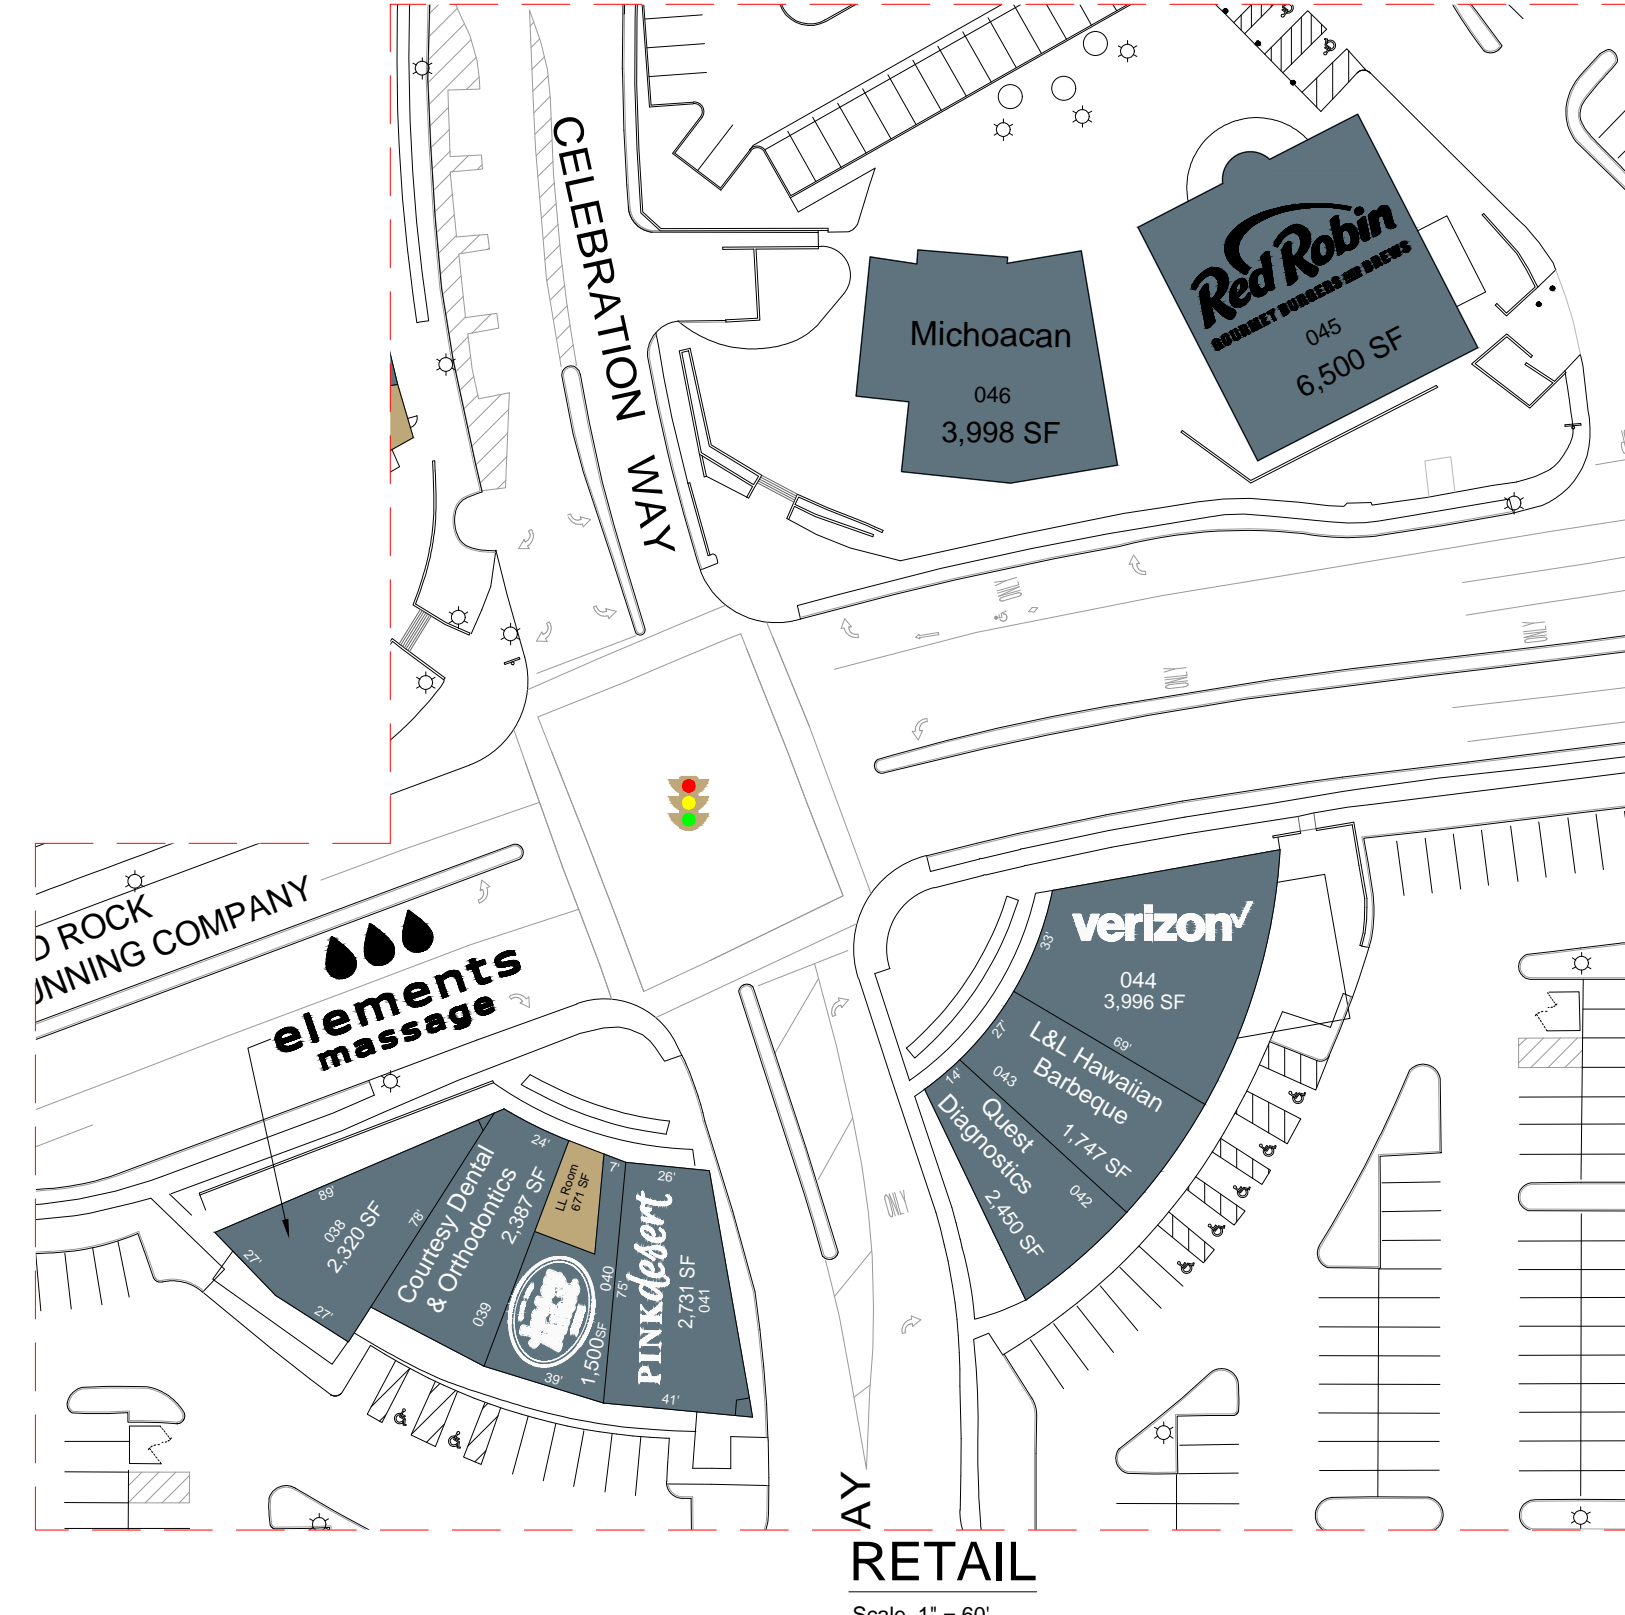 CELEBRATION WAY
Red Robin
GOURMET BURGERS AND BREWS
045
6,500 SF
Michoacan
046
3,998 SF
ONLY
ONLY
ONLY
D ROCK
UNNING COMPANY
elements
massage
verizon
044
3,996 SF
33'
69'
27'
L&L Hawaiian
Barbeque
043
1,747 SF
14'
Quest
Diagnostics
042
2,450 SF
ONLY
89'
038
2,320 SF
27'
27'
78'
Courtesy Dental
& Orthodontics
2,387 SF
039
24'
LL Room
671 SF
7'
040
1,500SF
39'
75'
26'
PINKdesert
2,731 SF
041
41'
AY
RETAIL
Scale 1" = 60'